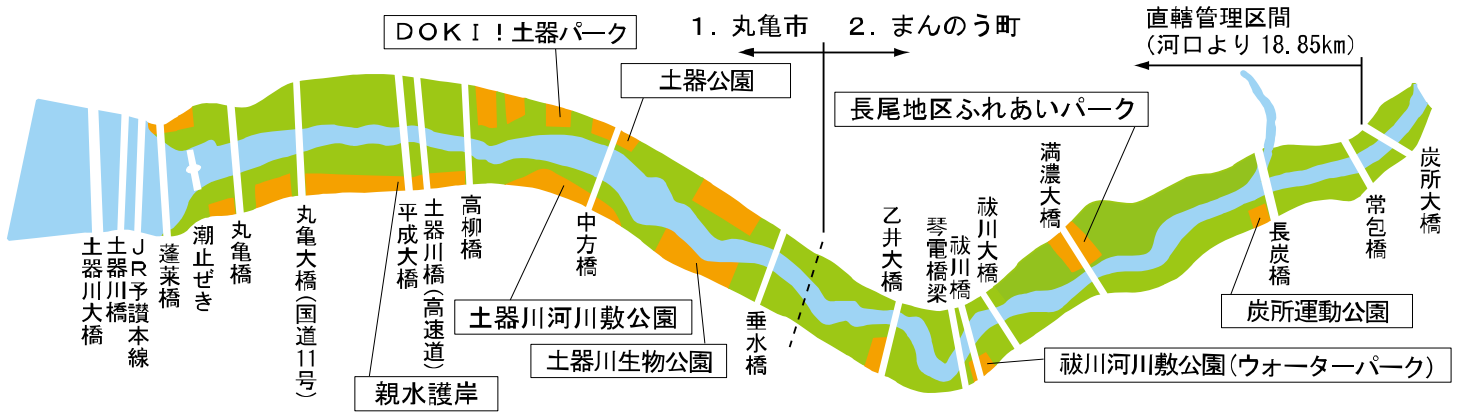 1. 丸亀市
2. まんのう町
直轄管理区間
(河口より 18.85km)
DOKI!土器パーク
土器公園
長尾地区ふれあいパーク
土器川大橋
土器川橋
JR予讃本線
蓬莱橋
潮止ぜき
丸亀橋
丸亀大橋(国道11号)
平成大橋
土器川橋(高速道)
高柳橋
中方橋
垂水橋
乙井大橋
琴電橋梁
祓川橋
祓川大橋
満濃大橋
長炭橋
常包橋
炭所大橋
土器川河川敷公園
土器川生物公園
親水護岸
炭所運動公園
祓川河川敷公園(ウォーターパーク)